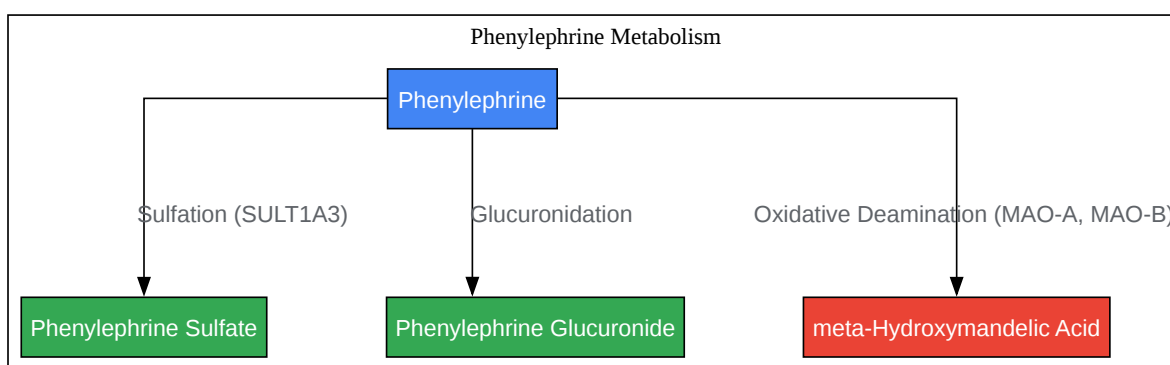 Phenylephrine Metabolism
Phenylephrine
Sulfation (SULT1A3)
Glucuronidation
Oxidative Deamination (MAO-A, MAO-B)
Phenylephrine Sulfate
Phenylephrine Glucuronide
meta-Hydroxymandelic Acid